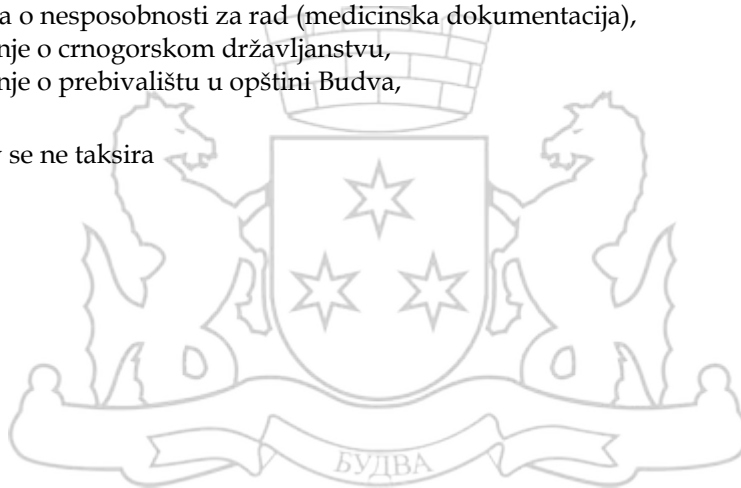 a o nesposobnosti za rad (medicinska dokumentacija),
nje o crnogorskom državljanstvu,
nje o prebivalištu u opštini Budva,
se ne taksira
БУДВА